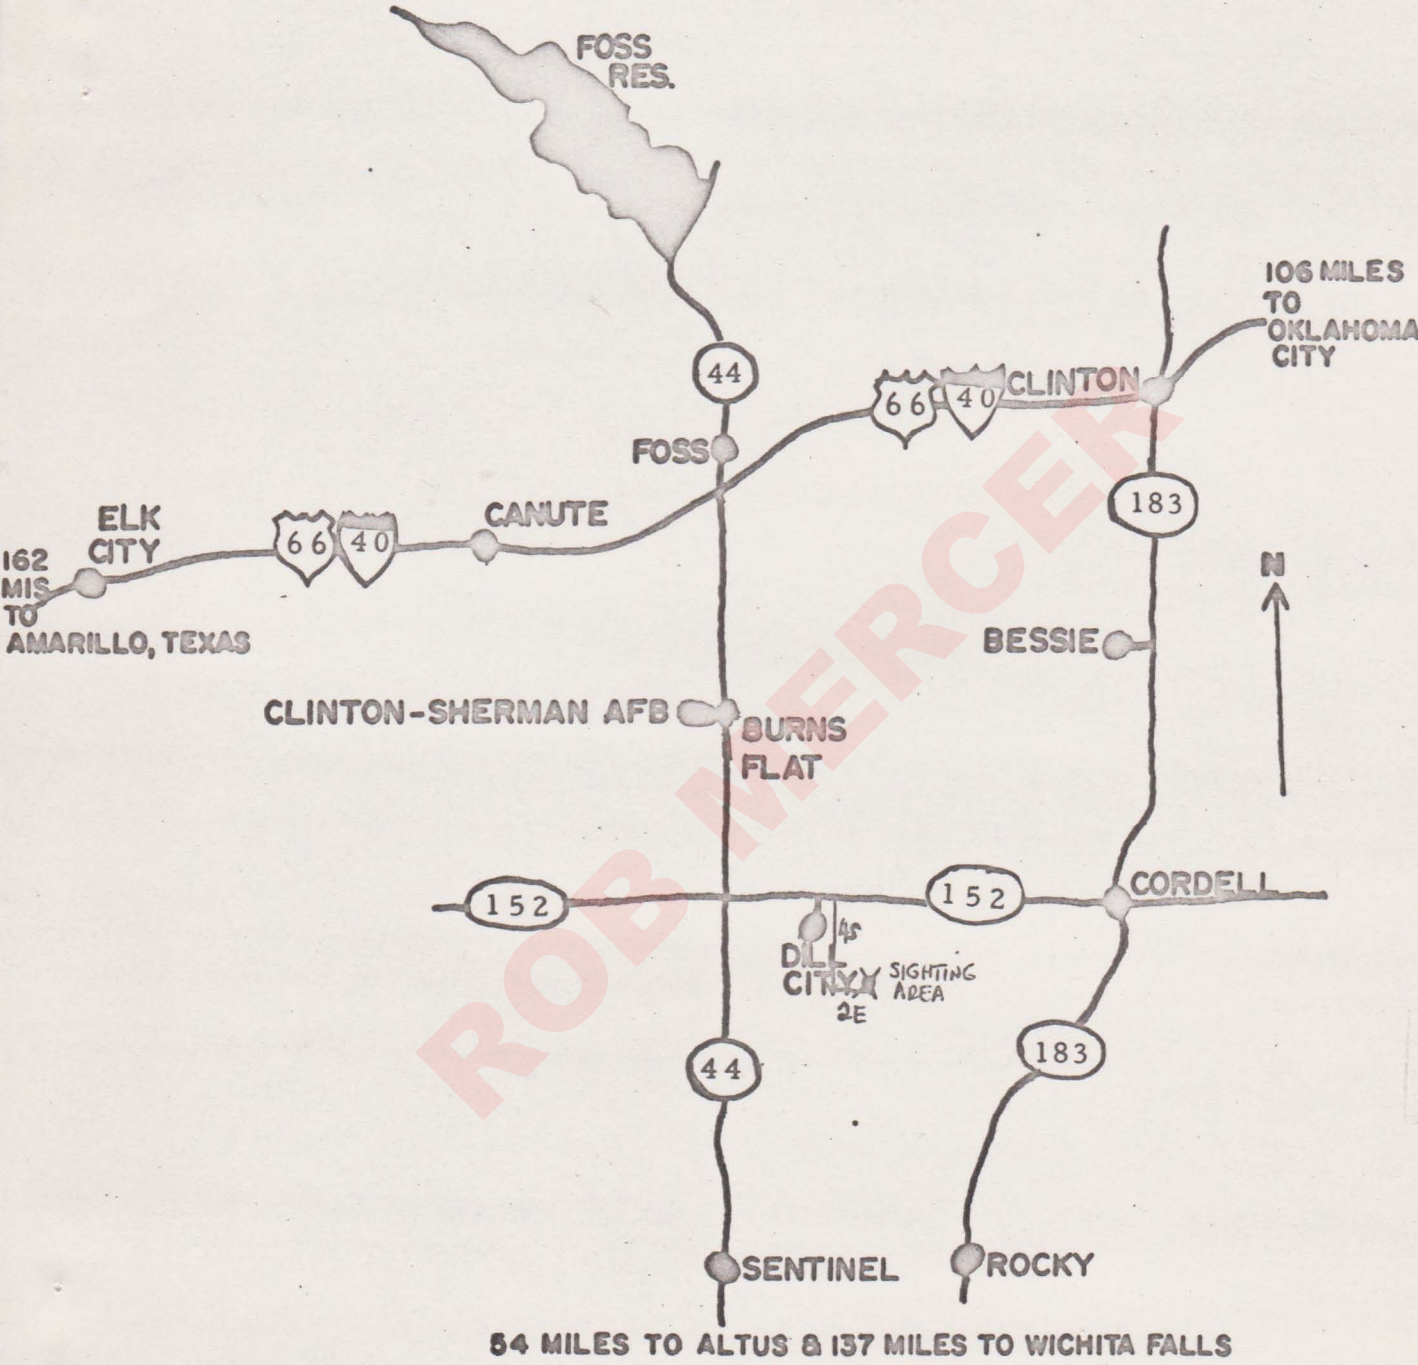 FOSS
RES.
106 MILES
TO
OKLAHOMA
CITY
44
66 40 CLINTON
FOSS
183
ELK
CITY
66 40
CANUTE
162
MIS
TO
AMARILLO, TEXAS
N
BESSIE
CLINTON-SHERMAN AFB
BURNS
FLAT
152
152
CORDELL
4S
DILL
CITY
X SIGHTING
AREA
2E
44
183
SENTINEL
ROCKY
54 MILES TO ALTUS & 137 MILES TO WICHITA FALLS
ROB MERCER